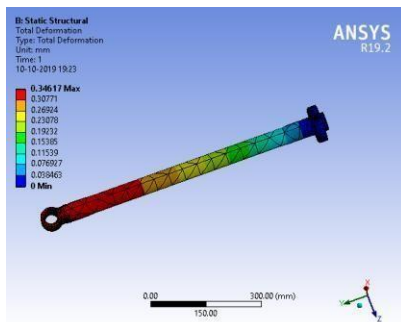 B: Static Structural
Total Deformation
Type: Total Deformation
Unit: mm
Time: 1
10-10-2019 19:23
ANSYS
R19.2
0.34617 Max
0.30771
0.26924
0.23078
0.19232
0.15385
0.11539
0.076927
0.038463
0 Min
0.00
300.00 (mm)
150.00
X
Y
Z